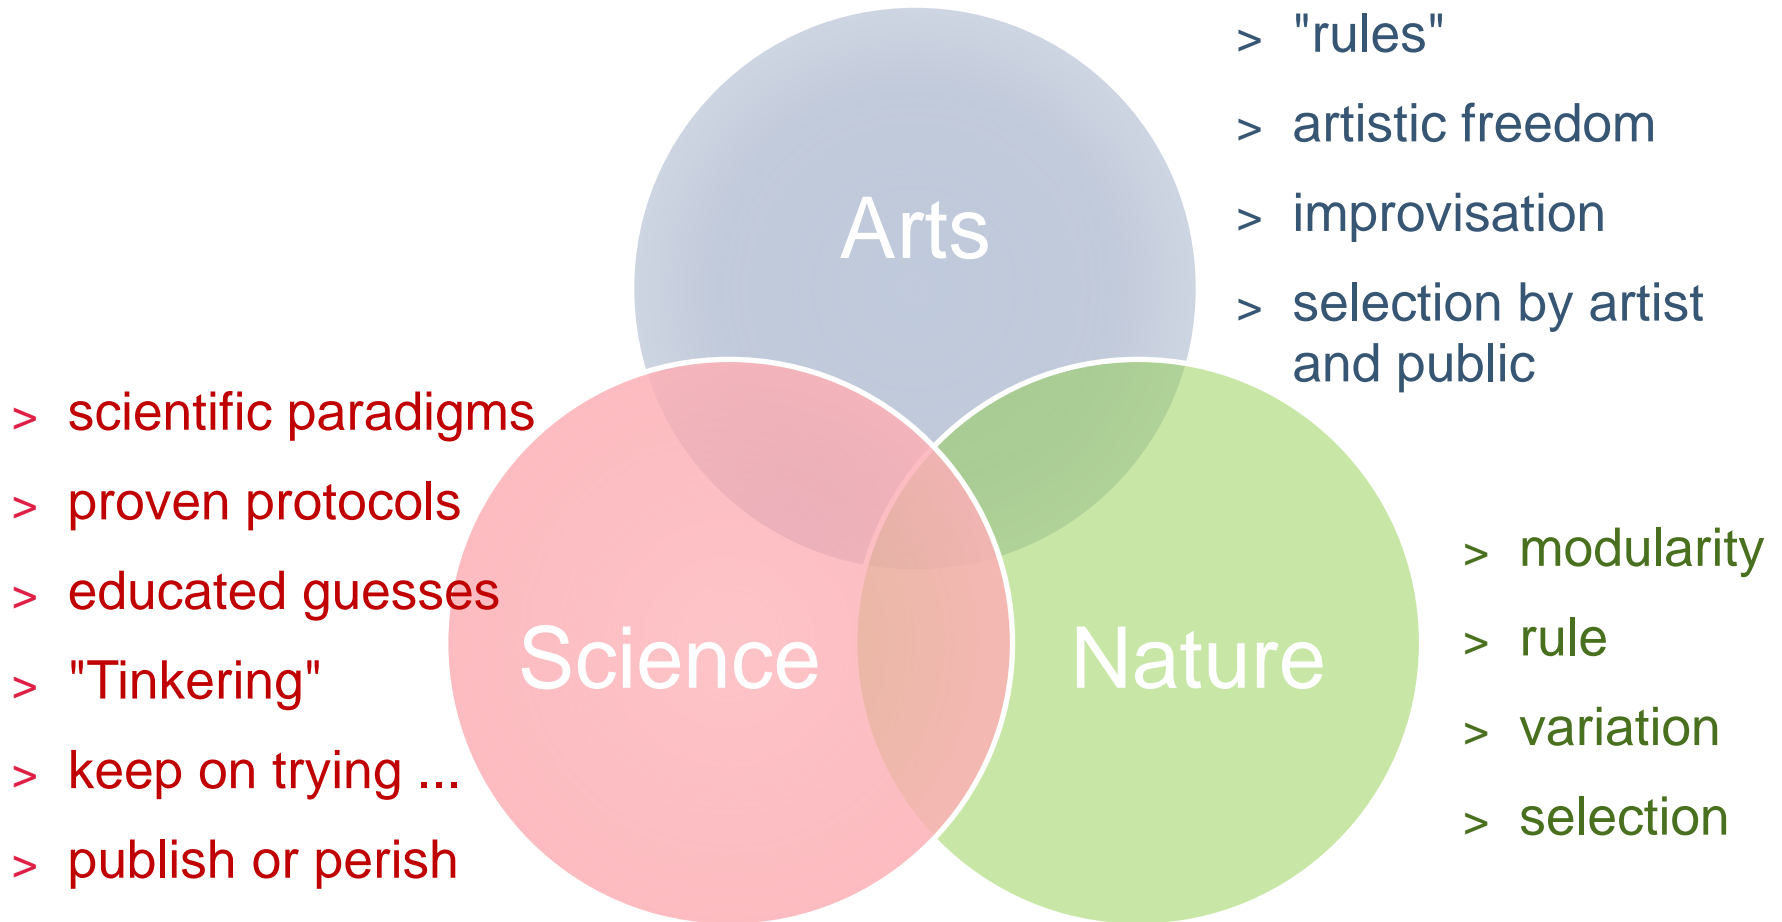 > "rules"
> artistic freedom
> improvisation
> selection by artist
and public
Arts
> scientific paradigms
> proven protocols
> educated guesses
> "Tinkering"
> keep on trying ...
> publish or perish
Science
Nature
> modularity
> rule
> variation
> selection